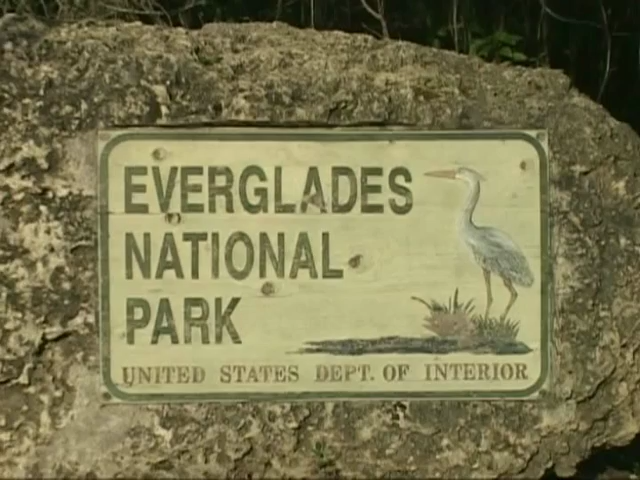 EVERGLADES
NATIONAL
PARK
UNITED STATES DEPT. OF INTERIOR